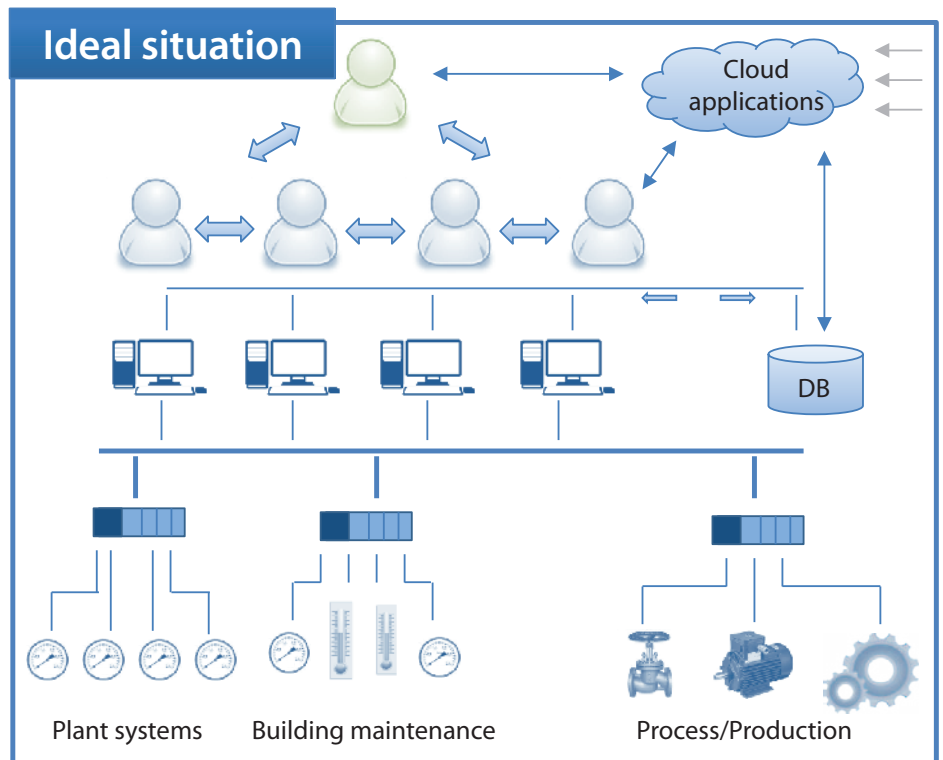 Ideal situation
Cloud
applications
DB
Plant systems
Building maintenance
Process/Production